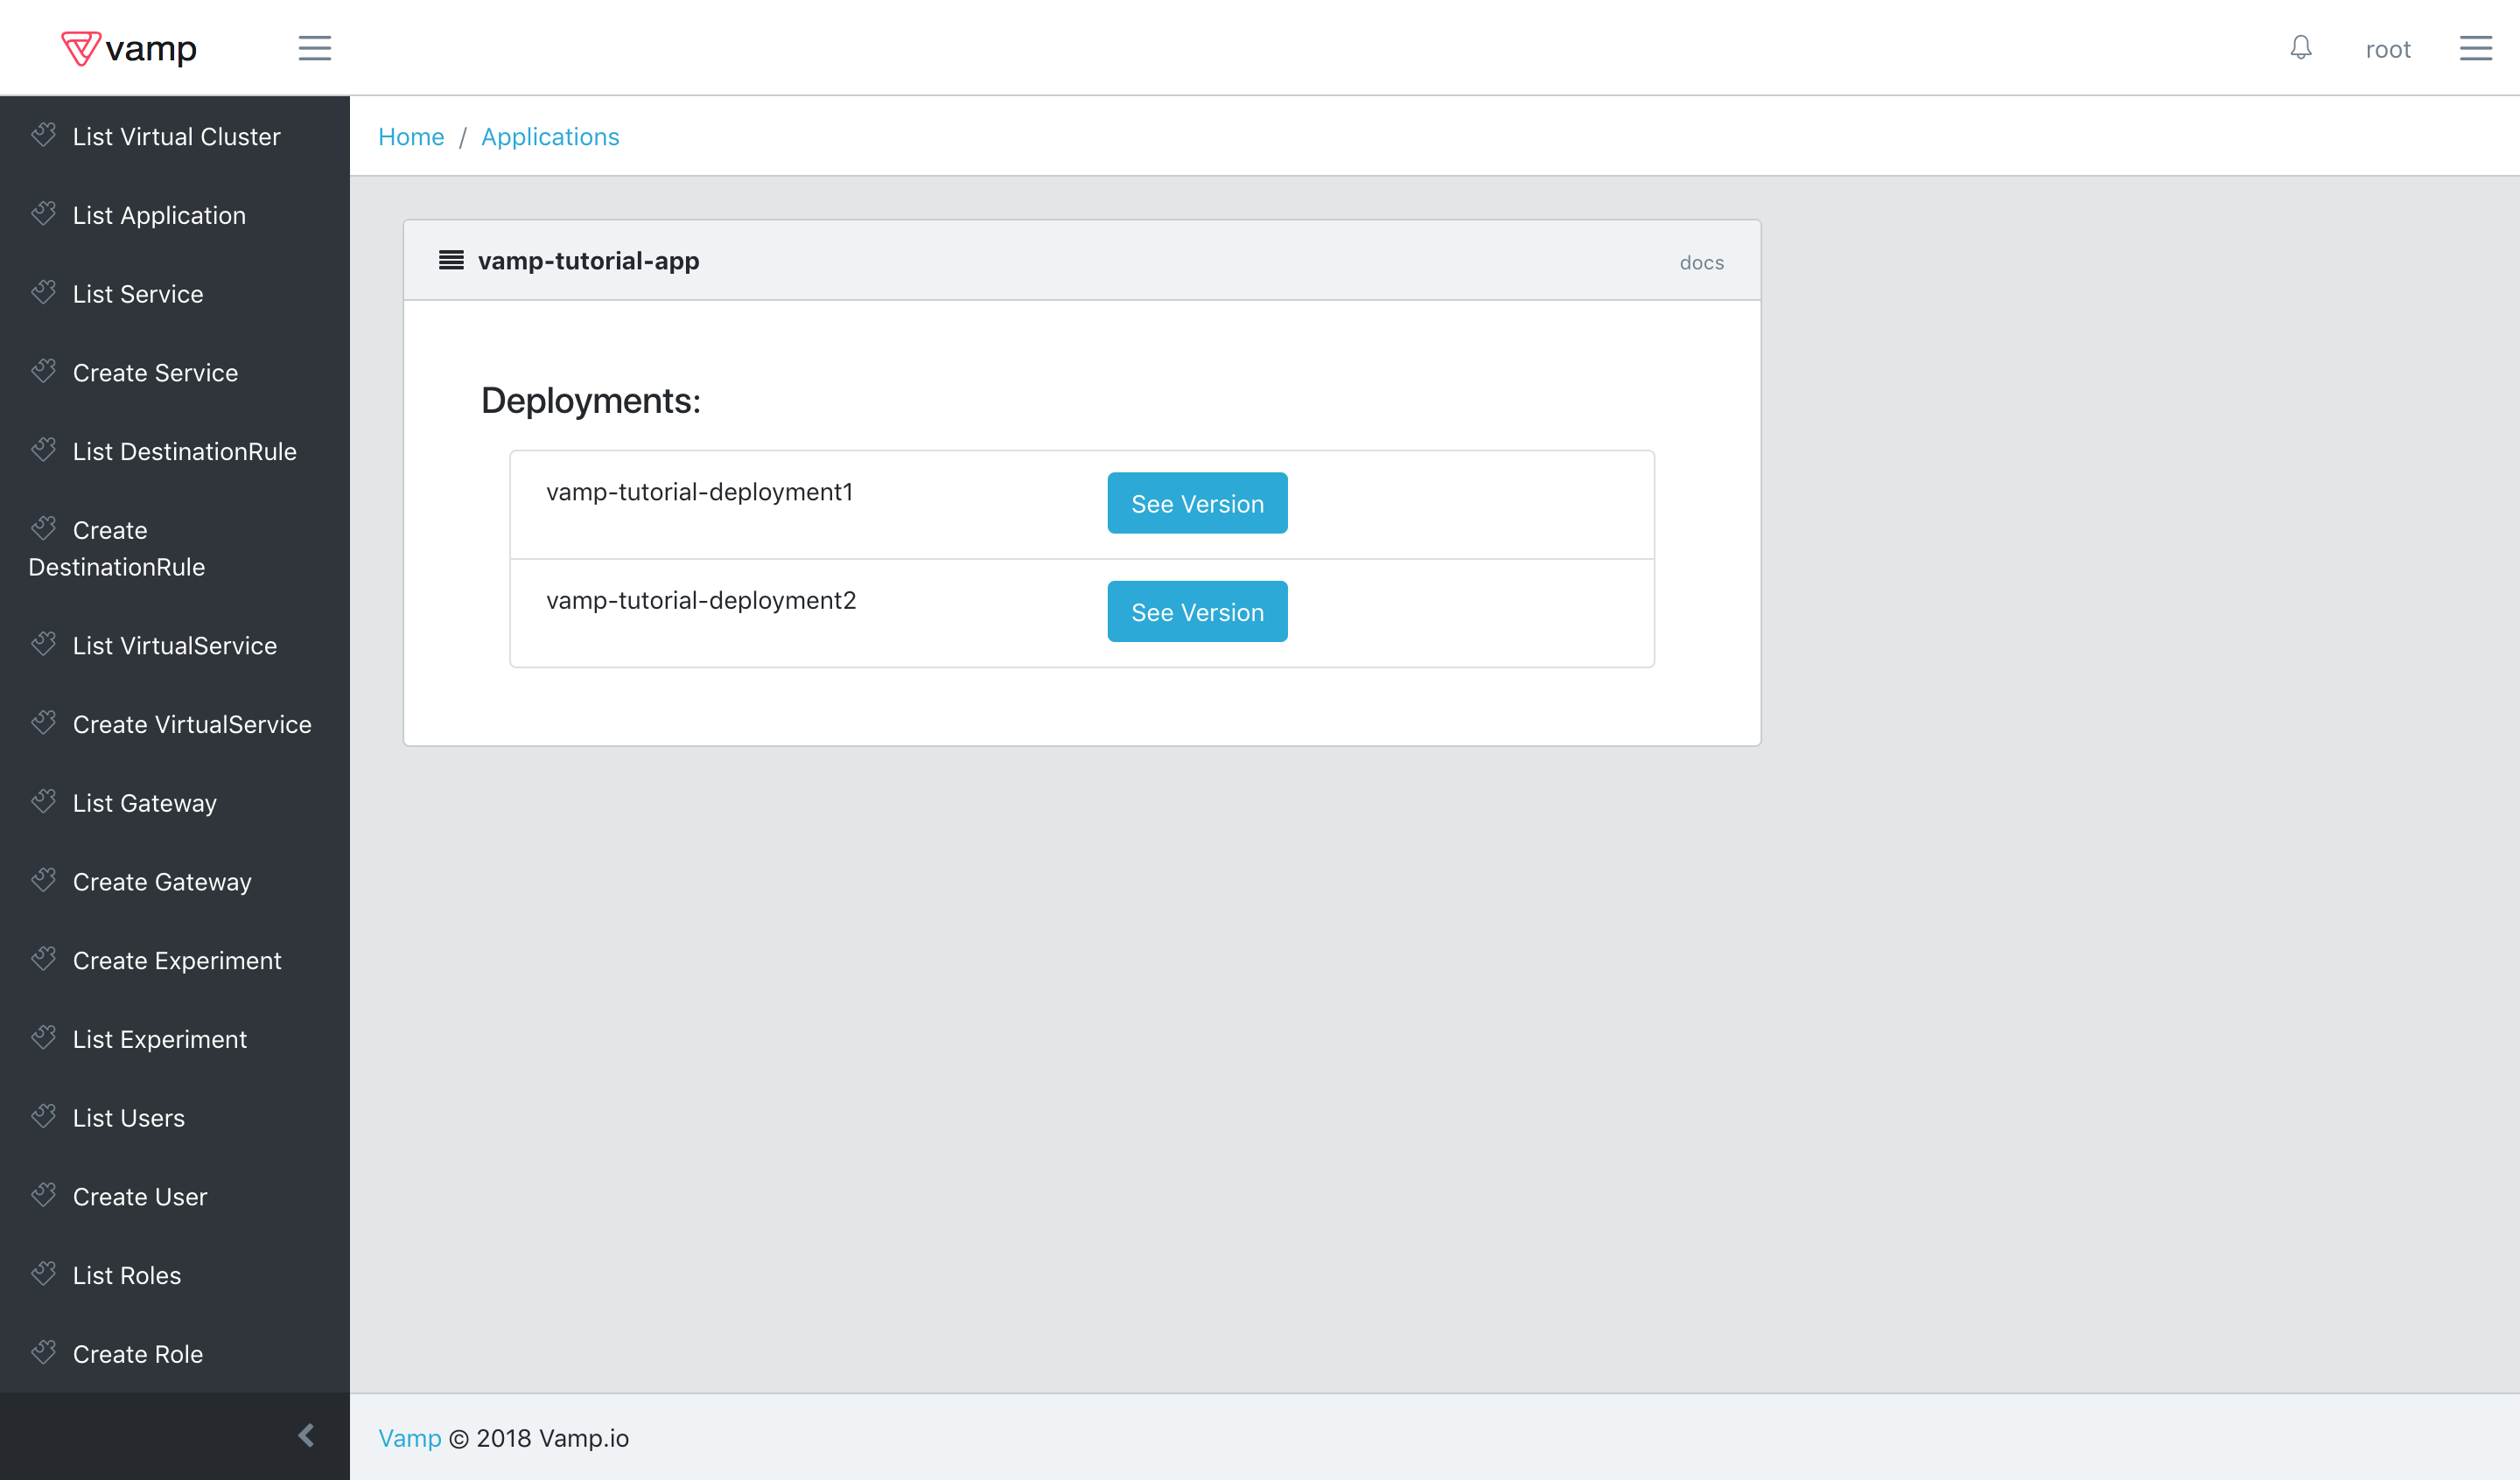 vamp
root
List Virtual Cluster
List Application
List Service
Create Service
List DestinationRule
Create
DestinationRule
List VirtualService
Create VirtualService
List Gateway
Create Gateway
Create Experiment
List Experiment
List Users
Create User
List Roles
Create Role
Home / Applications
vamp-tutorial-app
docs
Deployments:
vamp-tutorial-deployment1
See Version
vamp-tutorial-deployment2
See Version
Vamp © 2018 Vamp.io